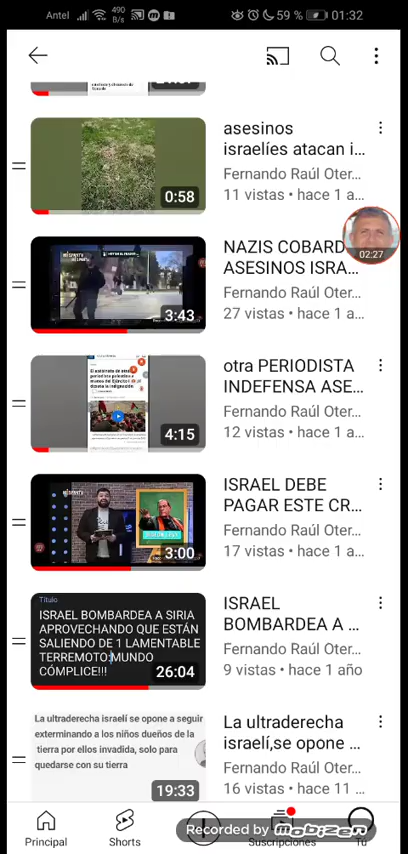 Antel 490 B/s 59 % 01:32
asesinos
israelíes atacan i...
Fernando Raúl Oter...
11 vistas • hace 1 a...
0:58
NAZIS COBARD
ASESINOS ISRA...
Fernando Raúl Oter...
27 vistas • hace 1 a...
02:27
3:43
otra PERIODISTA
INDEFENSA ASE...
Fernando Raúl Oter...
12 vistas • hace 1 a...
4:15
ISRAEL DEBE
PAGAR ESTE CR...
Fernando Raúl Oter...
17 vistas • hace 1 a...
3:00
Título
ISRAEL BOMBARDEA A SIRIA
APROVECHANDO QUE ESTÁN
SALIENDO DE 1 LAMENTABLE
TERREMOTO:MUNDO
CÓMPLICE!!!
26:04
ISRAEL
BOMBARDEA A ...
Fernando Raúl Oter...
9 vistas • hace 1 año
La ultraderecha israelí se opone a seguir
exterminando a los niños dueños de la
tierra por ellos invadida, solo para
quedarse con su tierra
19:33
La ultraderecha
israelí,se opone ...
Fernando Raúl Oter...
16 vistas • hace 11 ...
Principal
Shorts
Suscripciones
Tú
Recorded by mobizen